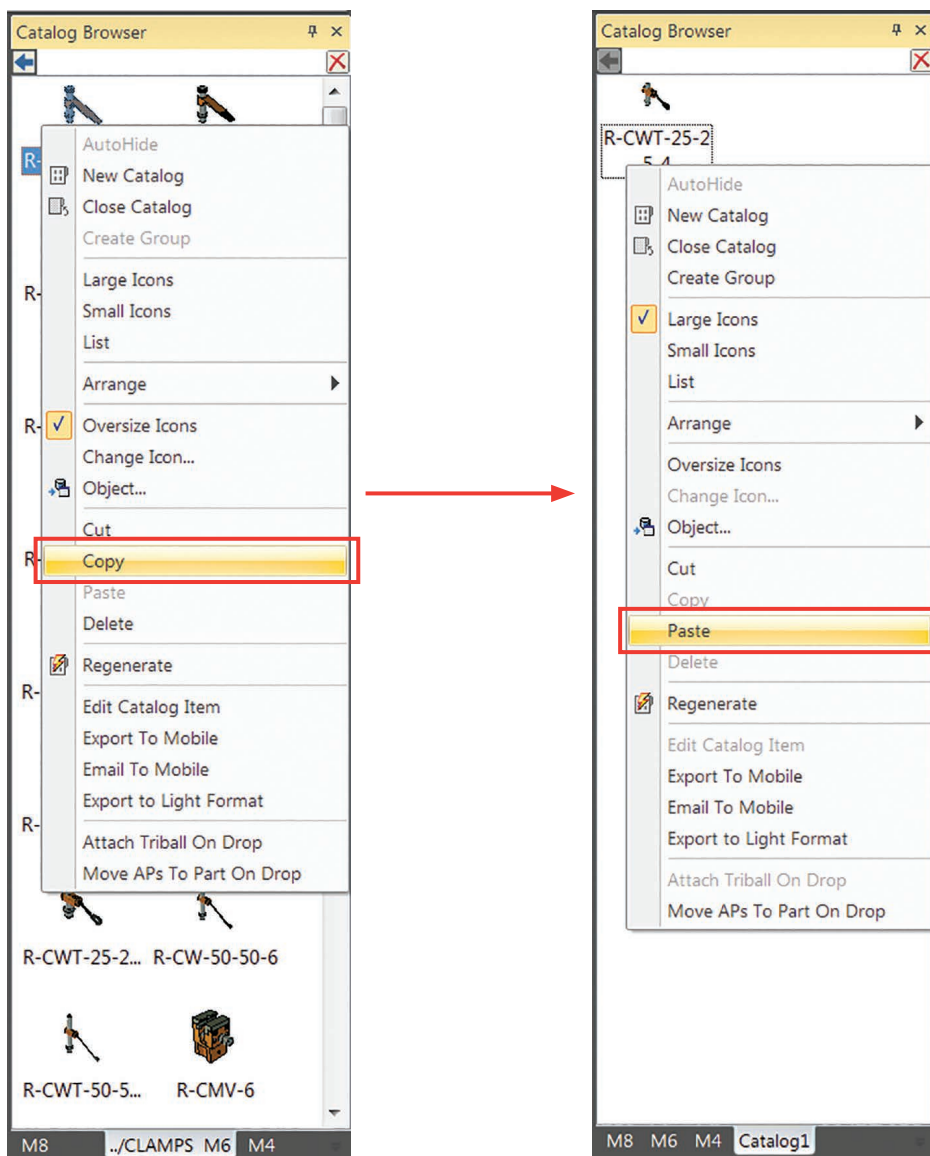 Catalog Browser
R-
AutoHide
New Catalog
Close Catalog
Create Group
R-
Large Icons
Small Icons
List
Arrange
R-
Oversize Icons
Change Icon...
Object...
Cut
R-
Copy
Paste
Delete
Regenerate
R-
Edit Catalog Item
Export To Mobile
Email To Mobile
Export to Light Format
R-
Attach Triball On Drop
Move APs To Part On Drop
R-CWT-25-2... R-CW-50-50-6
R-CWT-50-5... R-CMV-6
M8 ../CLAMPS M6 M4
Catalog Browser
R-CWT-25-2
5-4
AutoHide
New Catalog
Close Catalog
Create Group
Large Icons
Small Icons
List
Arrange
Oversize Icons
Change Icon...
Object...
Cut
Copy
Paste
Delete
Regenerate
Edit Catalog Item
Export To Mobile
Email To Mobile
Export to Light Format
Attach Triball On Drop
Move APs To Part On Drop
M8 M6 M4 Catalog1